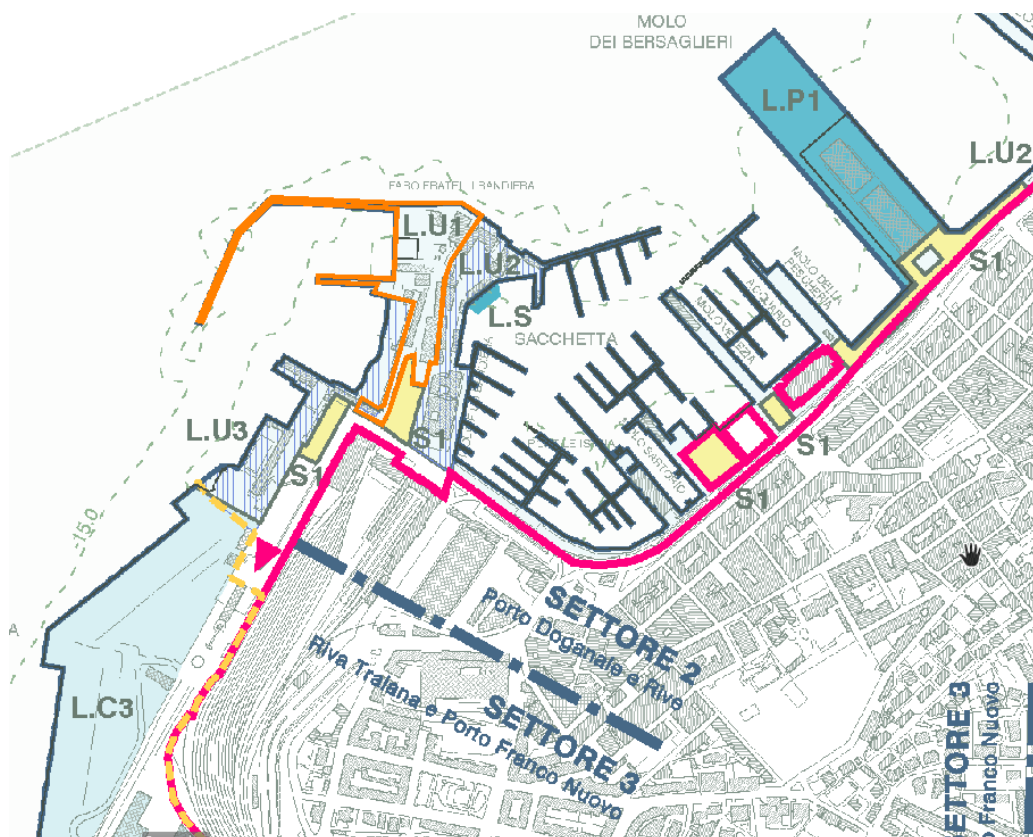 MOLO
DEI BERSAGLIERI
L.P1
L.U2
FARO FRATELLI BANDIERA
L.U1
L.U2
S1
L.S
SACCHETTA
MOLO DELLA
PESCHERIA
MOLO VENEZIA
ACQUARIO
L.U3
S1
S1
S1
S1
-15.0
SETTORE 2
Porto Doganale e Rive
Riva Traiana e Porto Franco Nuovo
SETTORE 3
L.C3
A
ETTORE 3
Franco Nuovo